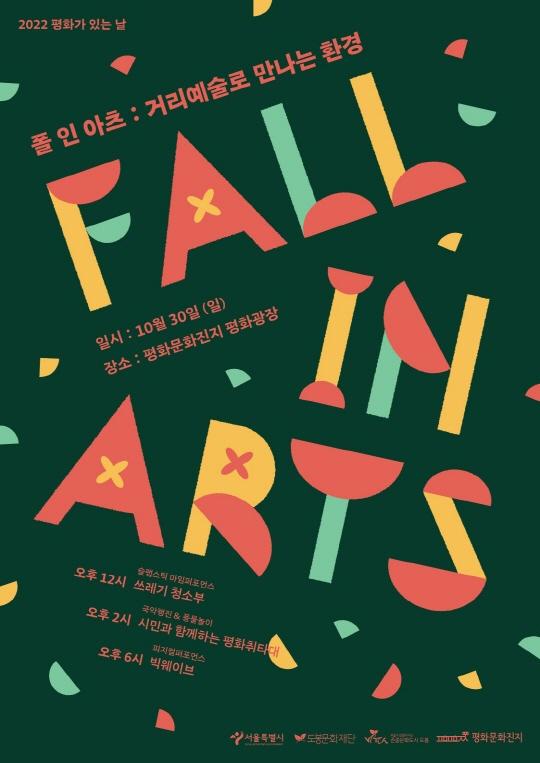 2022 평화가 있는 날
폴 인 아츠 : 거리예술로 만나는 환경
FALL
IN
일시 : 10월 30일 (일)
장소 : 평화문화진지 평화광장
ARTS
슬랩스틱 마임퍼포먼스
오후 12시 쓰레기 청소부
국악행진 & 풍물놀이
오후 2시 시민과 함께하는 평화취타대
피지컬퍼포먼스
오후 6시 빅웨이브
서울특별시 도봉문화재단 평화문화진지